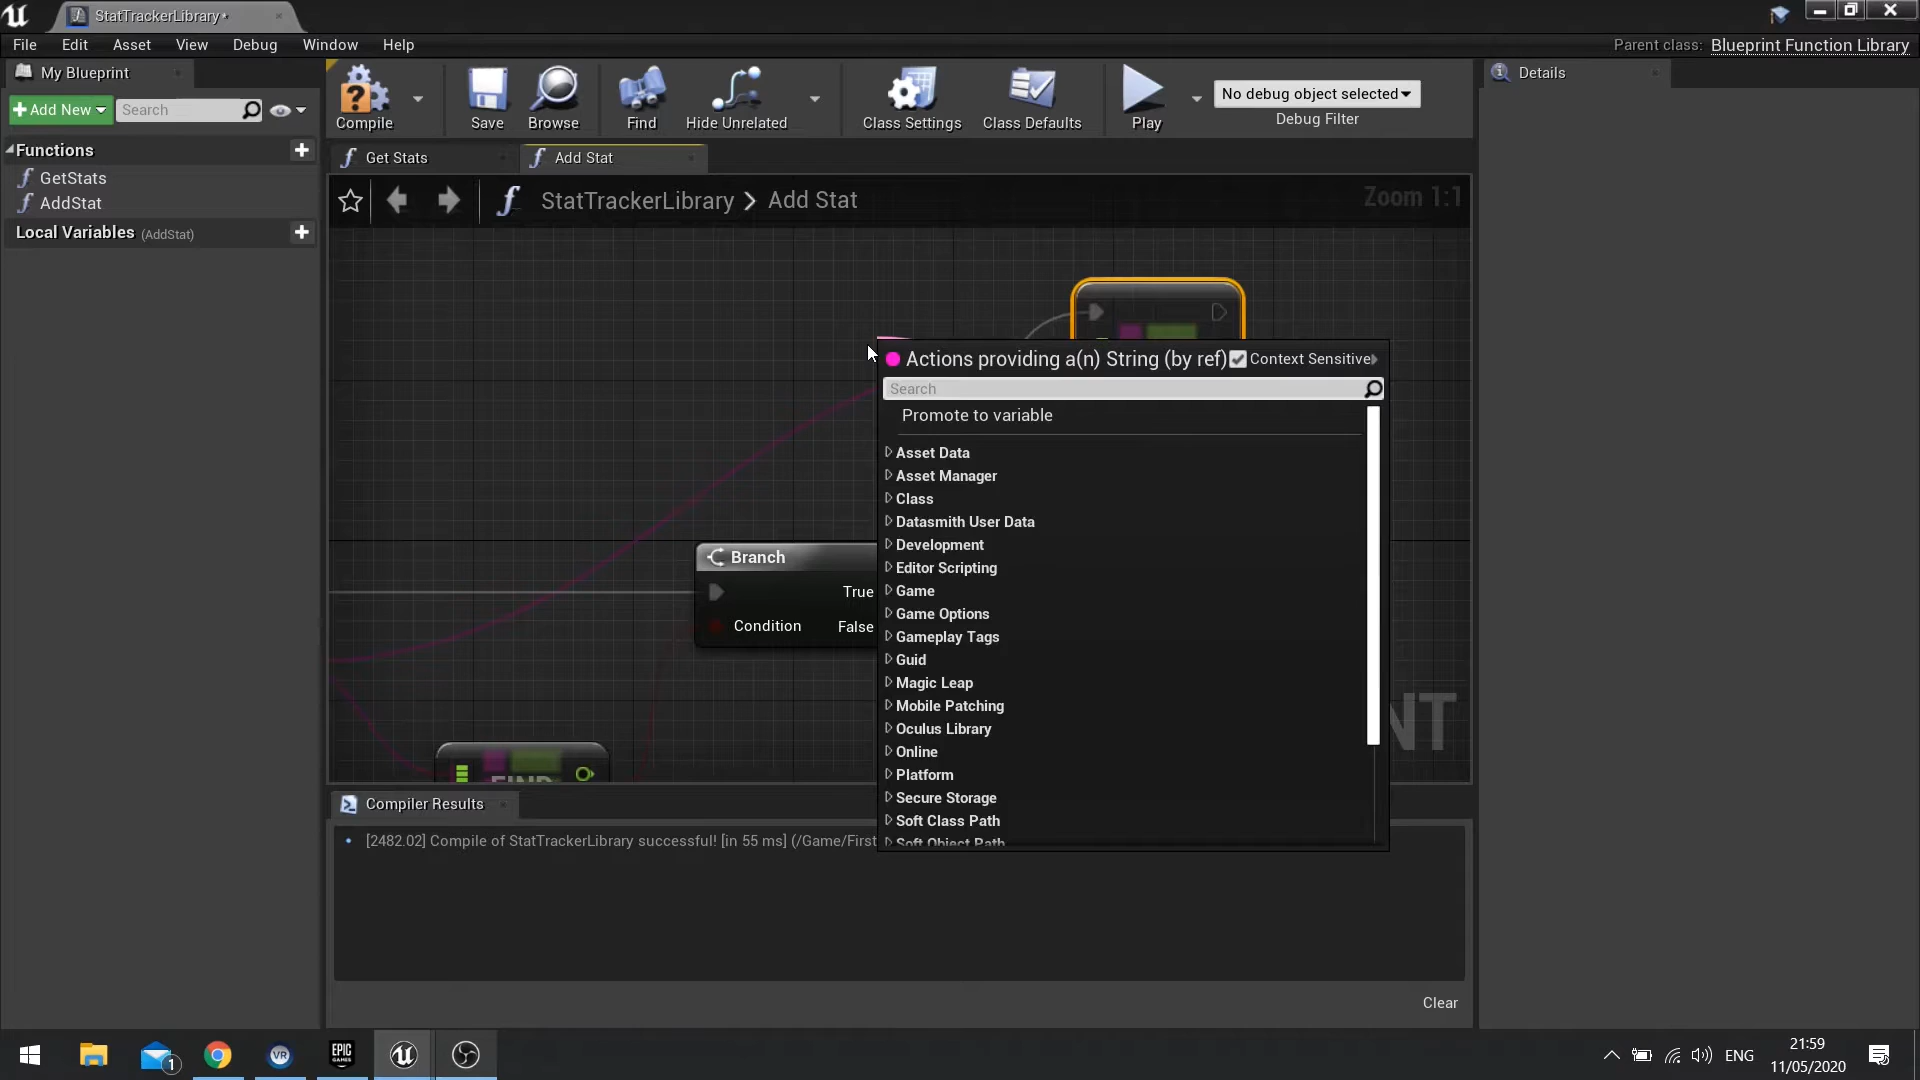 StatTrackerLibrary•
File Edit Asset View Debug Window Help
Parent class: Blueprint Function Library
My Blueprint
Details
+ Add New
Search
Compile
Save
Browse
Find
Hide Unrelated
Class Settings
Class Defaults
Play
No debug object selected
Debug Filter
Functions
GetStats
AddStat
Local Variables (AddStat)
Get Stats
Add Stat
StatTrackerLibrary > Add Stat
Zoom 1:1
Actions providing a(n) String (by ref)
Context Sensitive
Search
Promote to variable
Asset Data
Asset Manager
Class
Datasmith User Data
Development
Editor Scripting
Game
Game Options
Gameplay Tags
Guid
Magic Leap
Mobile Patching
Oculus Library
Online
Platform
Secure Storage
Soft Class Path
Soft Object Path
Branch
True
Condition
False
FIND
NT
Compiler Results
• [2482.02] Compile of StatTrackerLibrary successful! [in 55 ms] (/Game/First
Clear
1
VR
EPIC
GAMES
ENG
21:59
11/05/2020